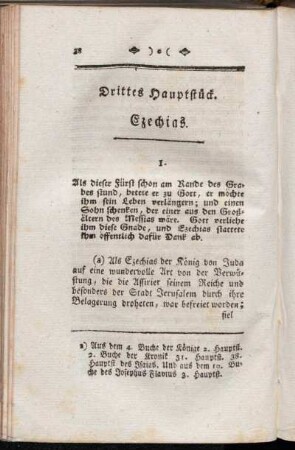 38 )o(
Drittes Hauptstück.
Ezechias.
I.
Als dieser Fürst schon am Rande des Gra-
bes stund, bettete er zu Gott, er möchte
ihm sein Leben verlängern; und einen
Sohn schenken, der einer aus den Groß-
ältern des Messias wäre. Gott verliehe
ihm diese Gnade, und Ezechias stattete
ihm öffentlich dafür Dank ab.
(a) Als Ezechias der König von Juda
auf eine wundervolle Art von der Verwü-
stung, die die Assirier seinem Reiche und
besonders der Stadt Jerusalem durch ihre
Belagerung droheten, war befreiet worden;
fiel
a) Aus dem 4. Buche der Könige 2. Hauptst.
2. Buche der Kronik 31. Hauptst. 38.
Hauptst des Isaies. Und aus dem 10. Bu-
che des Josephus Flavius 3. Hauptst.